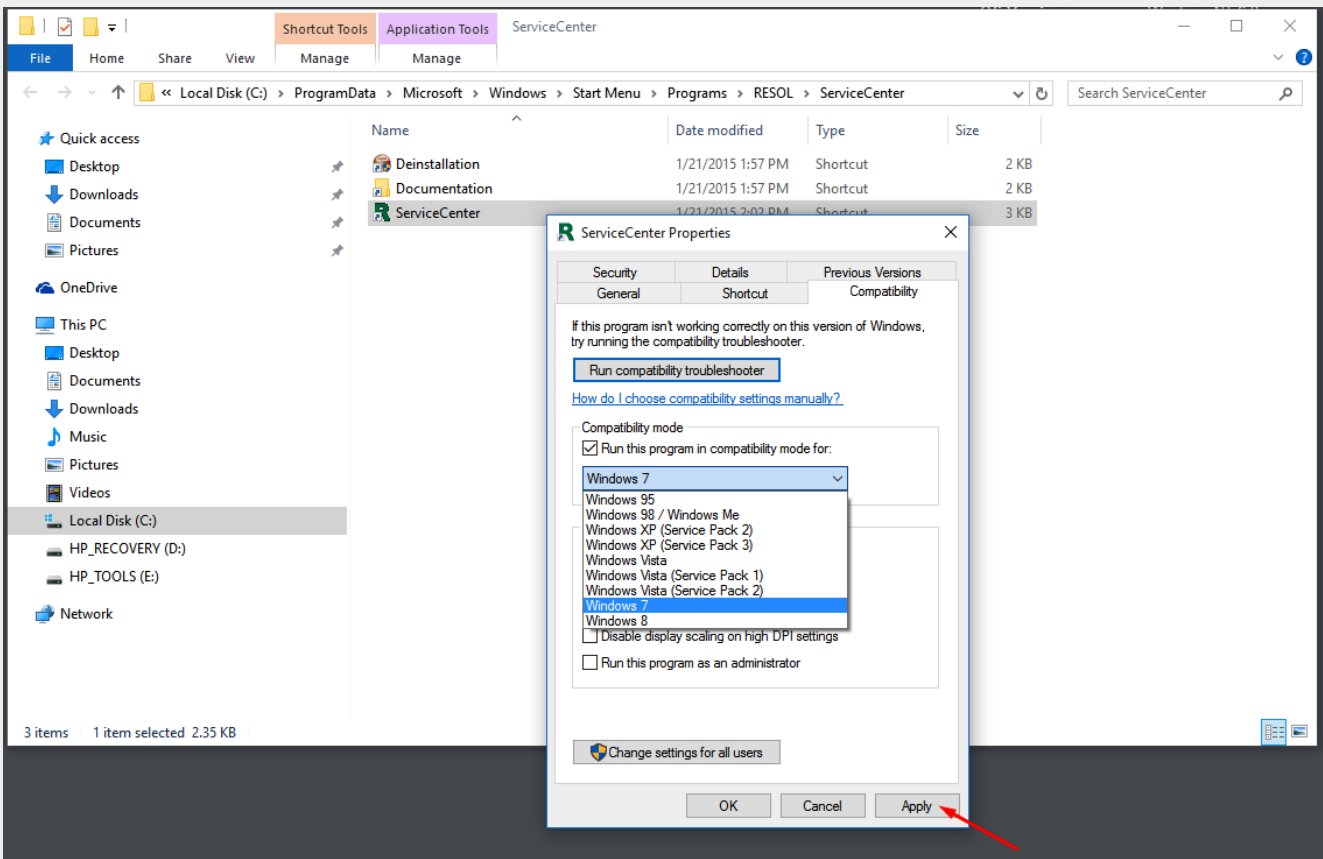 Shortcut Tools Application Tools ServiceCenter
File Home Share View Manage Manage
« Local Disk (C:) › ProgramData › Microsoft › Windows › Start Menu › Programs › RESOL › ServiceCenter
Search ServiceCenter
Name Date modified Type Size
Quick access
Desktop
Downloads
Documents
Pictures
OneDrive
This PC
Desktop
Documents
Downloads
Music
Pictures
Videos
Local Disk (C:)
HP_RECOVERY (D:)
HP_TOOLS (E:)
Network
Deinstallation 1/21/2015 1:57 PM Shortcut 2 KB
Documentation 1/21/2015 1:57 PM Shortcut 2 KB
ServiceCenter 1/21/2015 2:02 PM Shortcut 3 KB
ServiceCenter Properties
Security Details Previous Versions
General Shortcut Compatibility
If this program isn't working correctly on this version of Windows,
try running the compatibility troubleshooter.
Run compatibility troubleshooter
How do I choose compatibility settings manually?
Compatibility mode
Run this program in compatibility mode for:
Windows 7
Windows 95
Windows 98 / Windows Me
Windows XP (Service Pack 2)
Windows XP (Service Pack 3)
Windows Vista
Windows Vista (Service Pack 1)
Windows Vista (Service Pack 2)
Windows 7
Windows 8
Disable display scaling on high DPI settings
Run this program as an administrator
Change settings for all users
OK Cancel Apply
3 items 1 item selected 2.35 KB